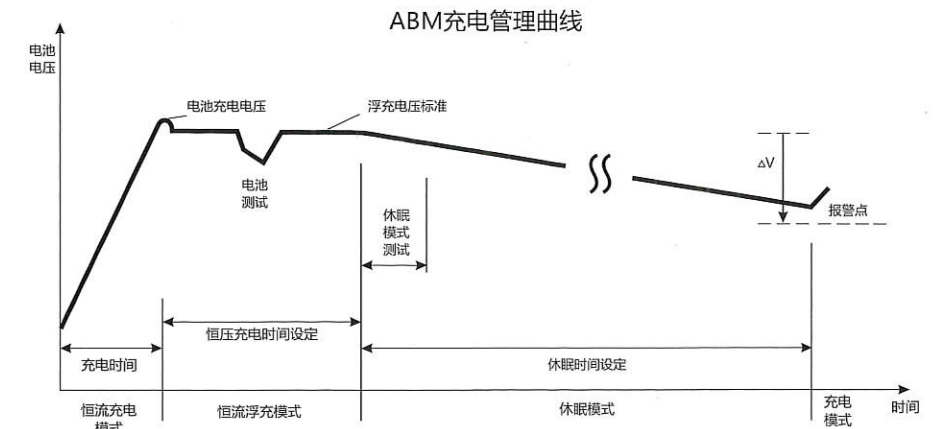 ABM充电管理曲线
电池
电压
电池充电电压
浮充电压标准
△V
电池
测试
休眠
模式
测试
报警点
恒压充电时间设定
充电时间
休眠时间设定
恒流充电
模式
恒流浮充模式
休眠模式
充电
模式
时间